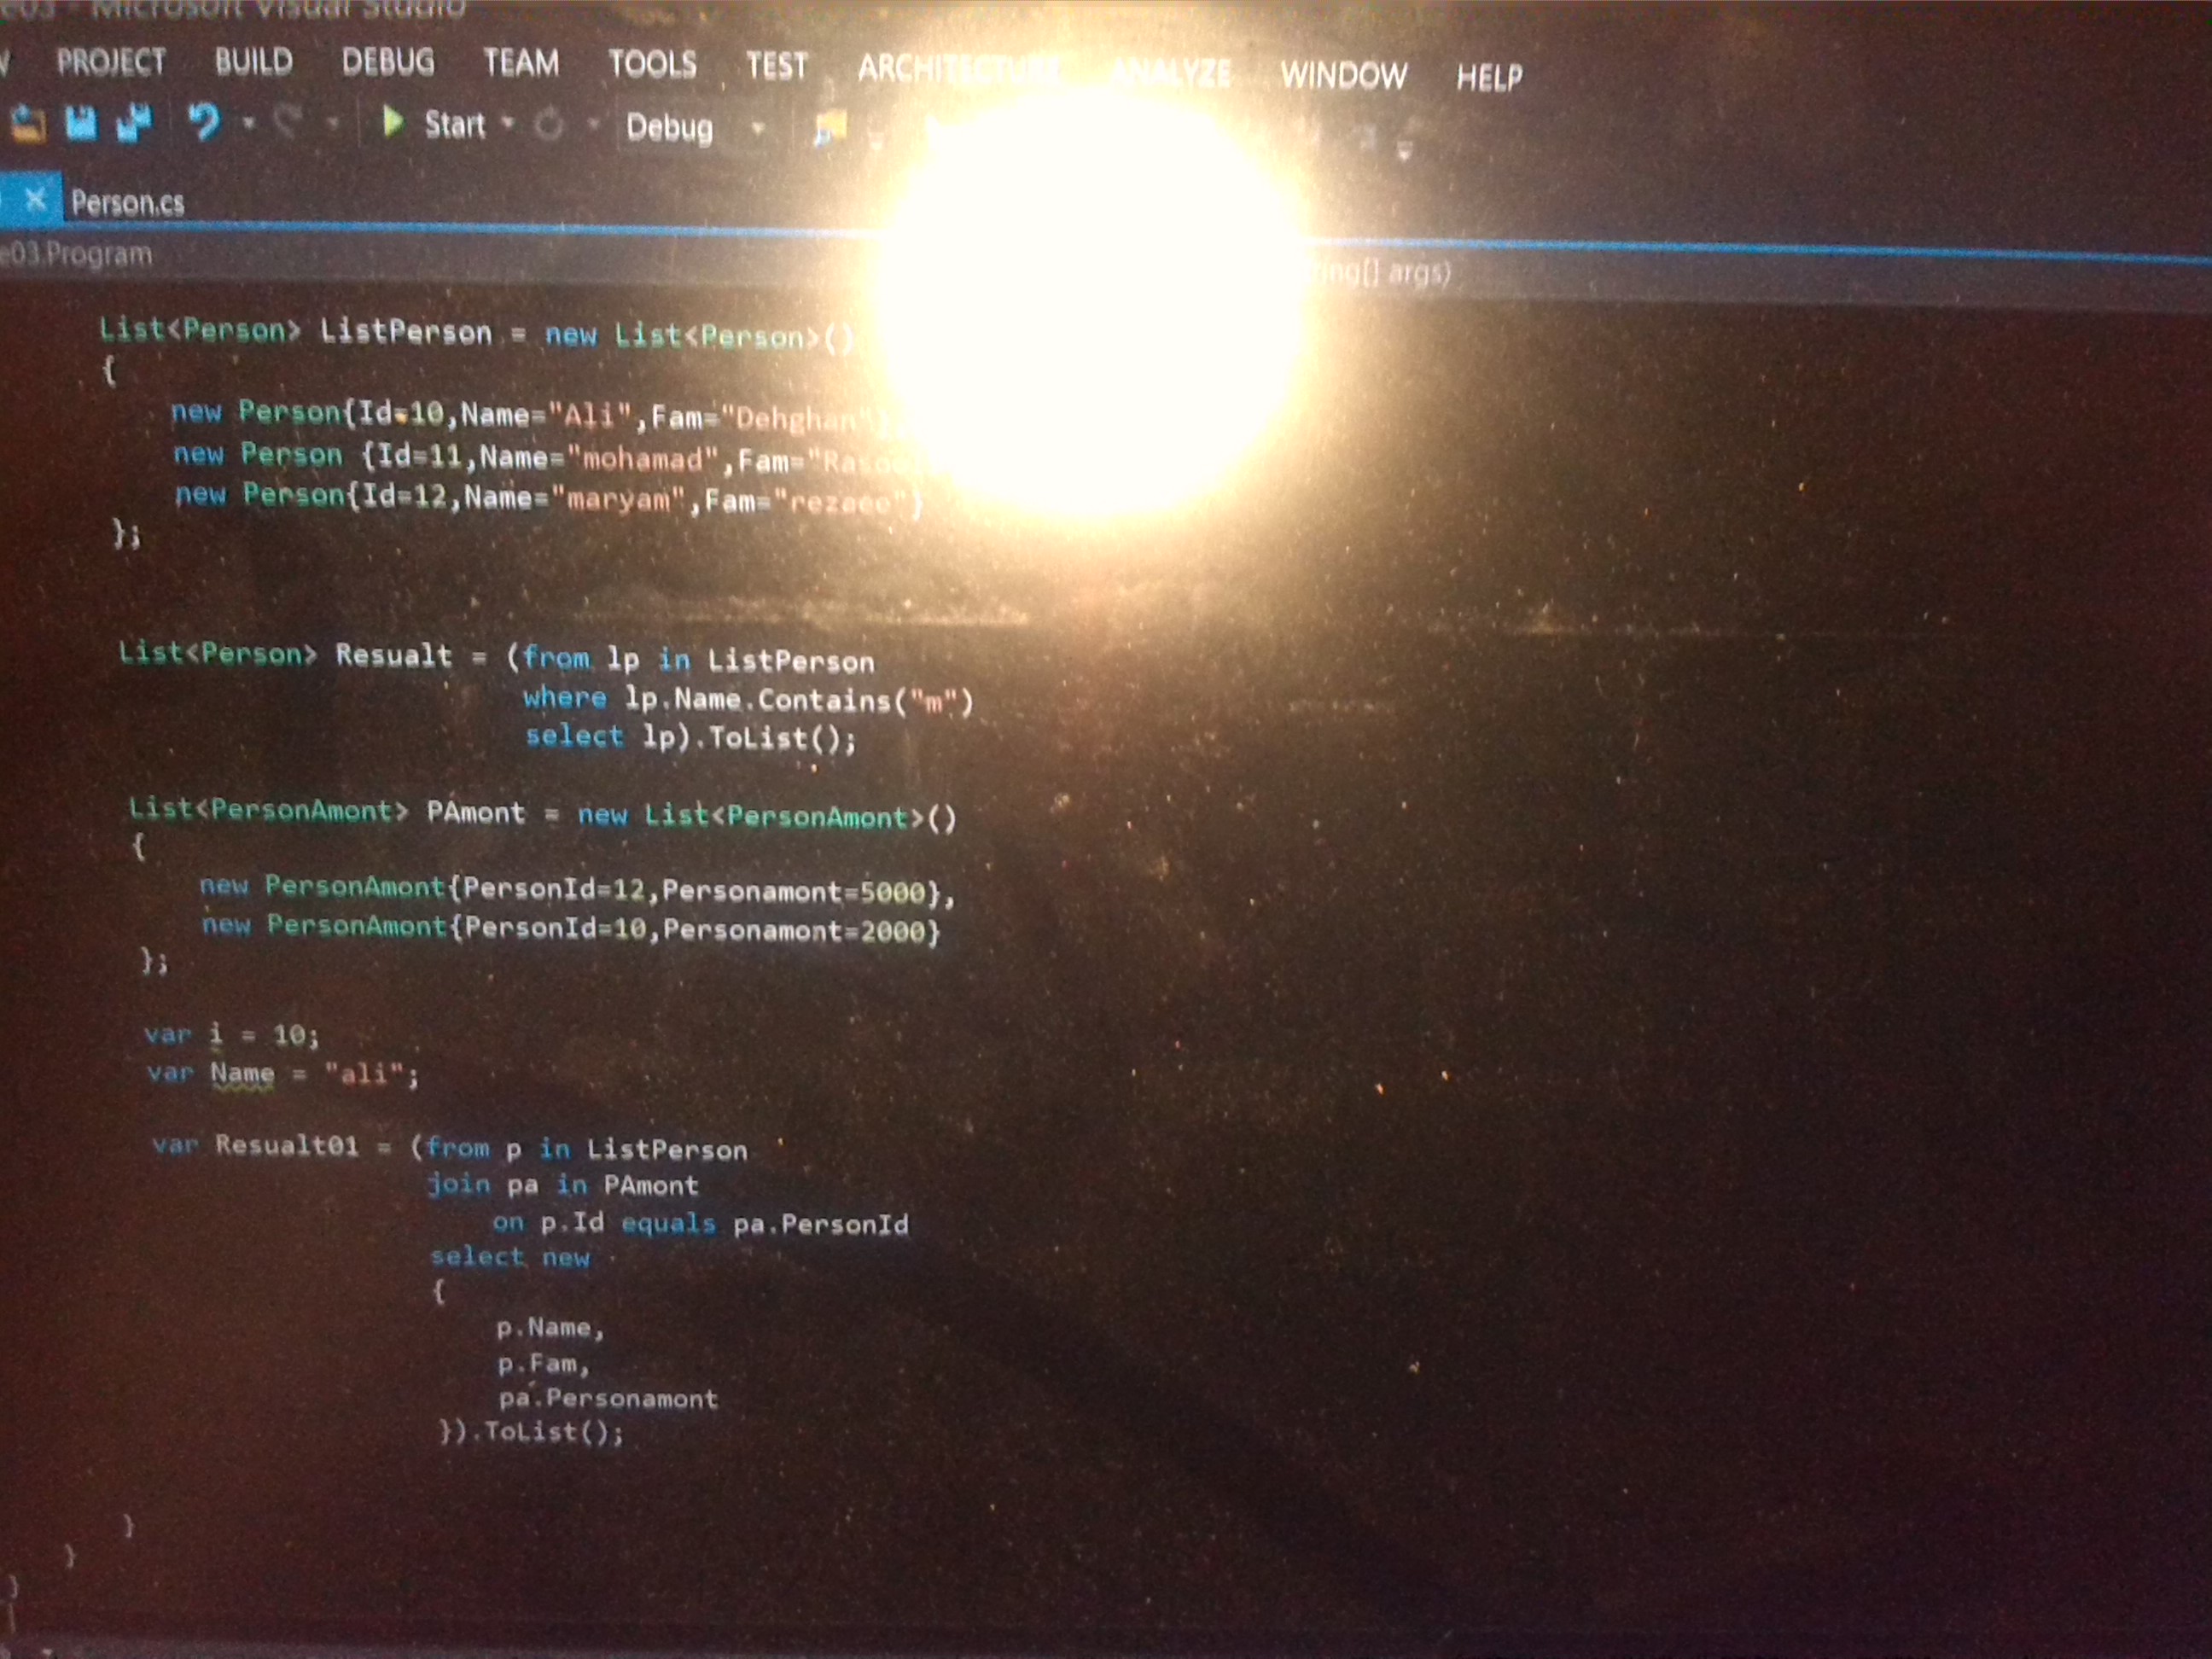 e03 - Microsoft Visual Studio
PROJECT BUILD DEBUG TEAM TOOLS TEST ARCHITECTURE ANALYZE WINDOW HELP
Start Debug
Person.cs
e03.Program
ing[] args)
List<Person> ListPerson = new List<Person>()
{
new Person{Id=10,Name="Ali",Fam="Dehghan"}
new Person {Id=11,Name="mohamad",Fam="
new Person{Id=12,Name="maryam",Fam="rezaee"}
};
List<Person> Resualt = (from lp in ListPerson
where lp.Name.Contains("m")
select lp).ToList();
List<PersonAmont> PAmont = new List<PersonAmont>()
{
new PersonAmont{PersonId=12,Personamont=5000},
new PersonAmont{PersonId=10,Personamont=2000}
};
var i = 10;
var Name = "ali";
var Resualt01 = (from p in ListPerson
join pa in PAmont
on p.Id equals pa.PersonId
select new
{
p.Name,
p.Fam,
pa.Personamont
}).ToList();
}
}
}